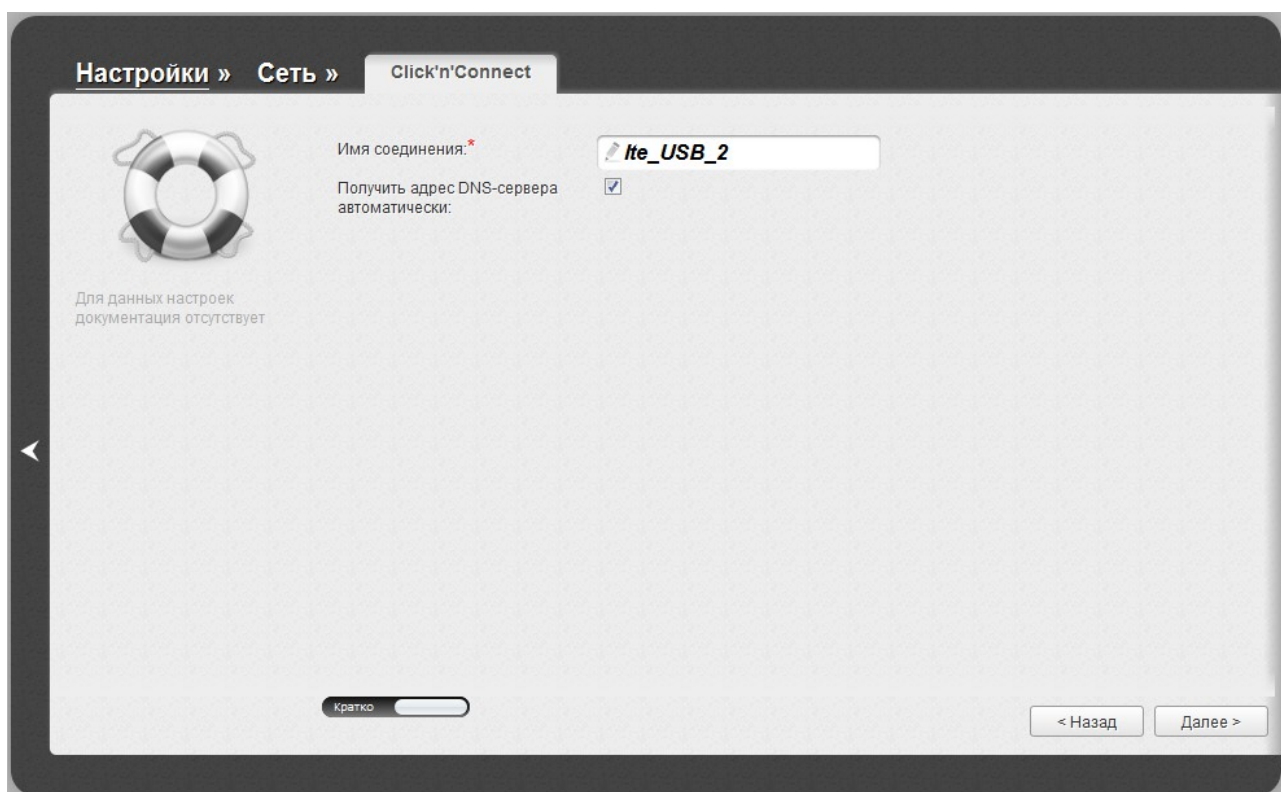 Настройки » Сеть » Click'n'Connect
Имя соединения:* lte_USB_2
Получить адрес DNS-сервера
автоматически:
Для данных настроек
документация отсутствует
Кратко
< Назад Далее >